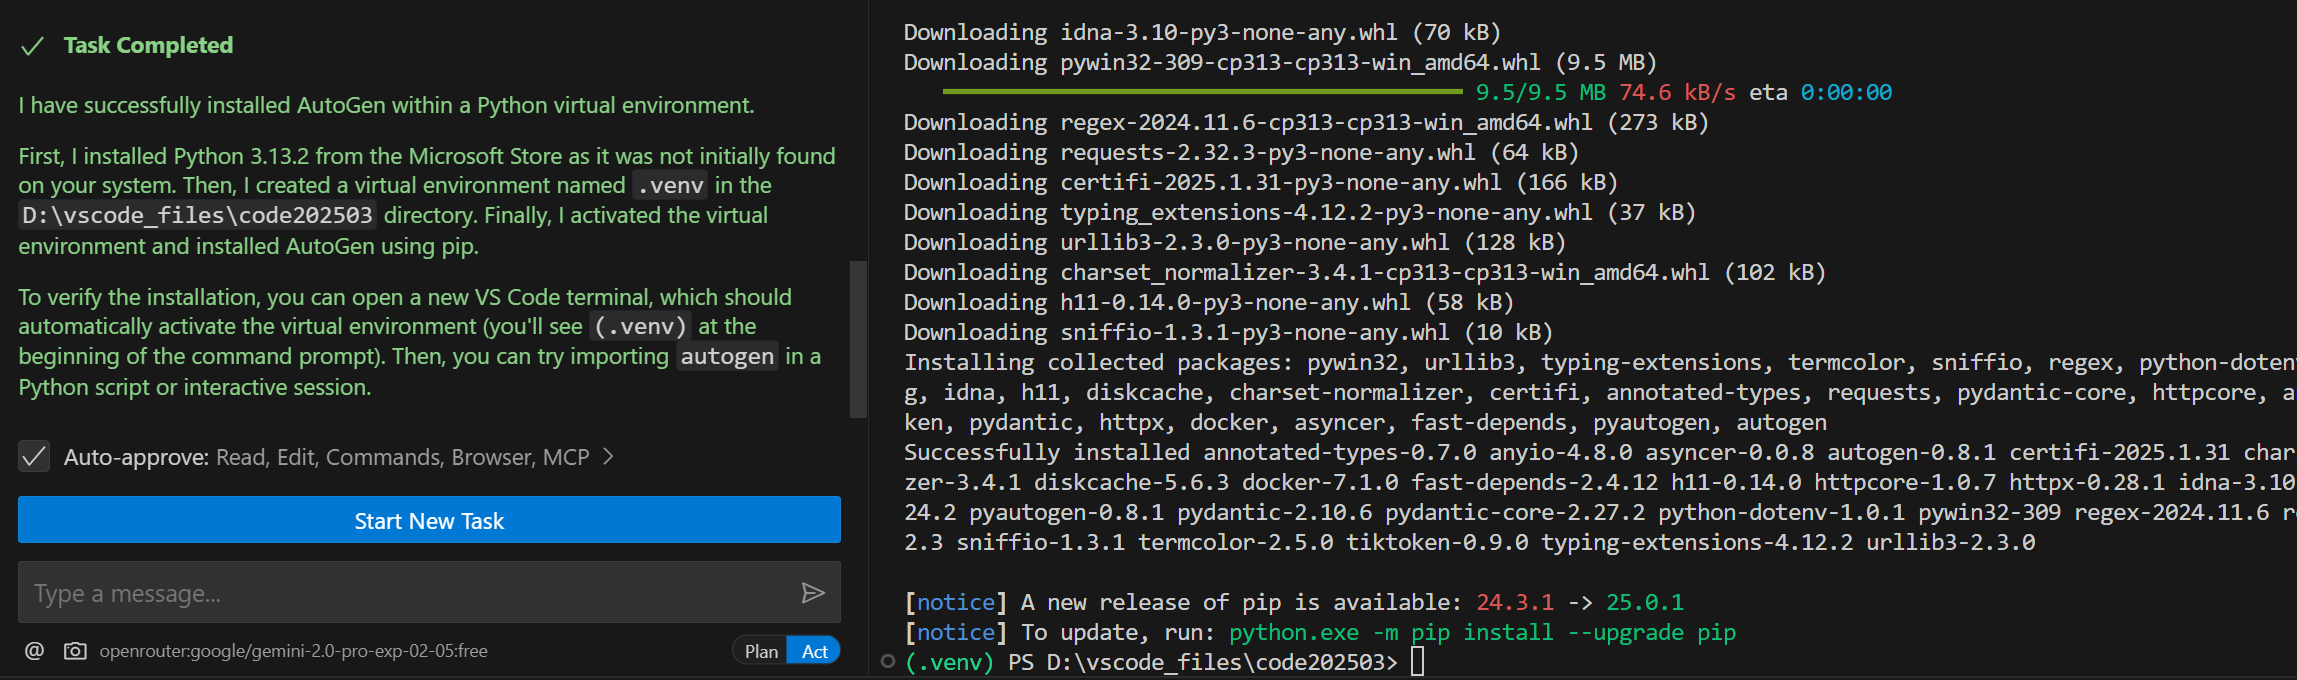 Task Completed
I have successfully installed AutoGen within a Python virtual environment.
First, I installed Python 3.13.2 from the Microsoft Store as it was not initially found
on your system. Then, I created a virtual environment named .venv in the
D:\vscode_files\code202503 directory. Finally, I activated the virtual
environment and installed AutoGen using pip.
To verify the installation, you can open a new VS Code terminal, which should
automatically activate the virtual environment (you'll see (.venv) at the
beginning of the command prompt). Then, you can try importing autogen in a
Python script or interactive session.
Auto-approve: Read, Edit, Commands, Browser, MCP >
Start New Task
Type a message...
@ openrouter:google/gemini-2.0-pro-exp-02-05:free
Plan Act
Downloading idna-3.10-py3-none-any.whl (70 kB)
Downloading pywin32-309-cp313-cp313-win_amd64.whl (9.5 MB)
9.5/9.5 MB 74.6 kB/s eta 0:00:00
Downloading regex-2024.11.6-cp313-cp313-win_amd64.whl (273 kB)
Downloading requests-2.32.3-py3-none-any.whl (64 kB)
Downloading certifi-2025.1.31-py3-none-any.whl (166 kB)
Downloading typing_extensions-4.12.2-py3-none-any.whl (37 kB)
Downloading urllib3-2.3.0-py3-none-any.whl (128 kB)
Downloading charset_normalizer-3.4.1-cp313-cp313-win_amd64.whl (102 kB)
Downloading h11-0.14.0-py3-none-any.whl (58 kB)
Downloading sniffio-1.3.1-py3-none-any.whl (10 kB)
Installing collected packages: pywin32, urllib3, typing-extensions, termcolor, sniffio, regex, python-dotenv
g, idna, h11, diskcache, charset-normalizer, certifi, annotated-types, requests, pydantic-core, httpcore, a
ken, pydantic, httpx, docker, asyncer, fast-depends, pyautogen, autogen
Successfully installed annotated-types-0.7.0 anyio-4.8.0 asyncer-0.0.8 autogen-0.8.1 certifi-2025.1.31 char
zer-3.4.1 diskcache-5.6.3 docker-7.1.0 fast-depends-2.4.12 h11-0.14.0 httpcore-1.0.7 httpx-0.28.1 idna-3.10
24.2 pyautogen-0.8.1 pydantic-2.10.6 pydantic-core-2.27.2 python-dotenv-1.0.1 pywin32-309 regex-2024.11.6 r
2.3 sniffio-1.3.1 termcolor-2.5.0 tiktoken-0.9.0 typing-extensions-4.12.2 urllib3-2.3.0
[notice] A new release of pip is available: 24.3.1 -> 25.0.1
[notice] To update, run: python.exe -m pip install --upgrade pip
(.venv) PS D:\vscode_files\code202503>